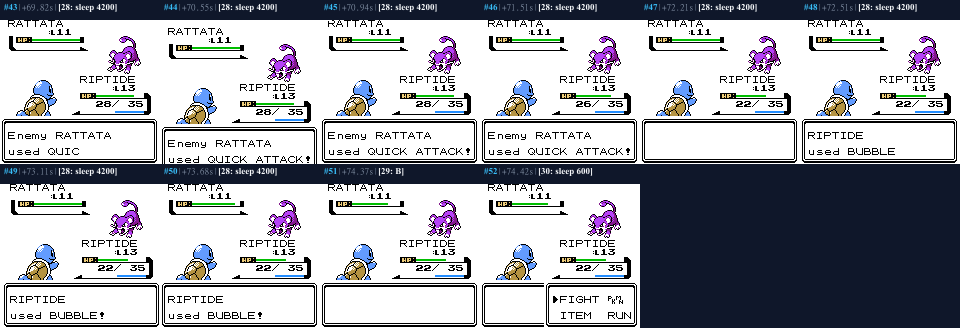 #43|+69.82s|[28: sleep 4200]
RATTATA
:L11
HP:
RIPTIDE
:L13
HP:
28/ 35
Enemy RATTATA
used QUIC
#44|+70.55s|[28: sleep 4200]
RATTATA
:L11
HP:
RIPTIDE
:L13
HP:
28/ 35
Enemy RATTATA
used QUICK ATTACK!
#45|+70.94s|[28: sleep 4200]
RATTATA
:L11
HP:
RIPTIDE
:L13
HP:
28/ 35
Enemy RATTATA
used QUICK ATTACK!
#46|+71.51s|[28: sleep 4200]
RATTATA
:L11
HP:
RIPTIDE
:L13
HP:
26/ 35
Enemy RATTATA
used QUICK ATTACK!
#47|+72.21s|[28: sleep 4200]
RATTATA
:L11
HP:
RIPTIDE
:L13
HP:
22/ 35
#48|+72.51s|[28: sleep 4200]
RATTATA
:L11
HP:
RIPTIDE
:L13
HP:
22/ 35
RIPTIDE
used BUBBLE
#49|+73.11s|[28: sleep 4200]
RATTATA
:L11
HP:
RIPTIDE
:L13
HP:
22/ 35
RIPTIDE
used BUBBLE!
#50|+73.68s|[28: sleep 4200]
RATTATA
:L11
HP:
RIPTIDE
:L13
HP:
22/ 35
RIPTIDE
used BUBBLE!
#51|+74.37s|[29: B]
RATTATA
:L11
HP:
RIPTIDE
:L13
HP:
22/ 35
#52|+74.42s|[30: sleep 600]
RATTATA
:L11
HP:
RIPTIDE
:L13
HP:
22/ 35
▶FIGHT PKMN
ITEM RUN